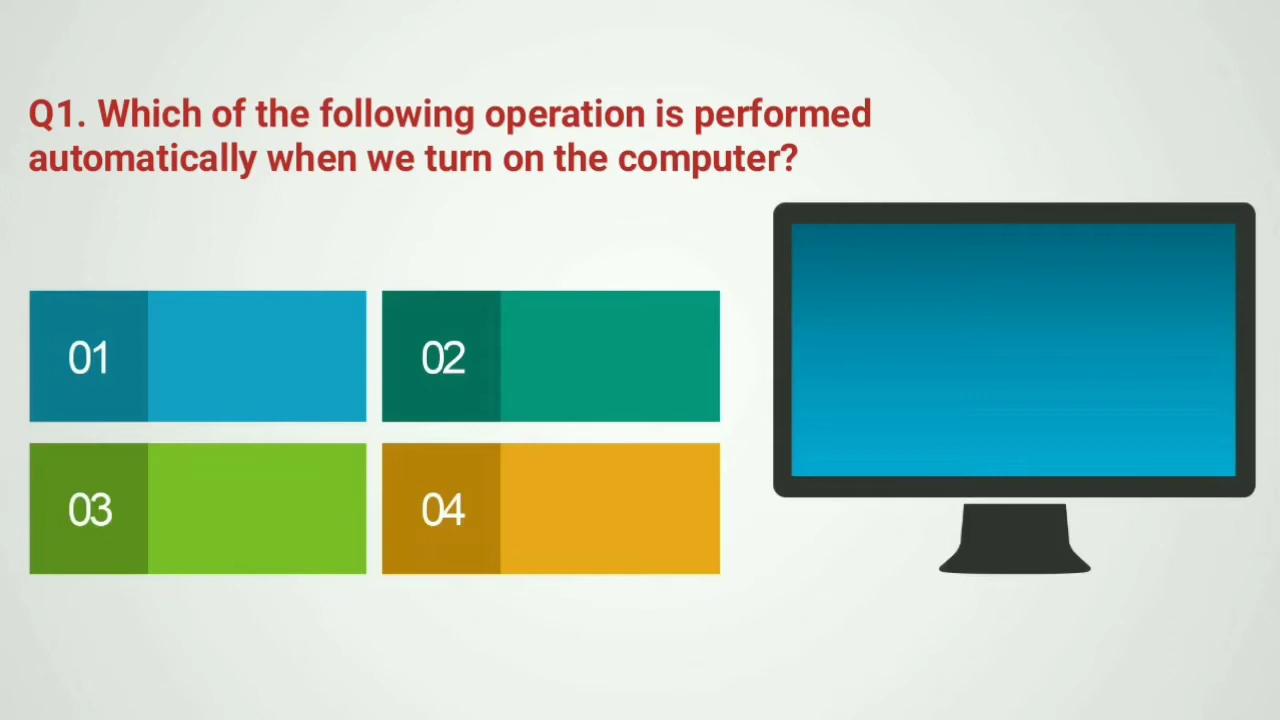 Q1. Which of the following operation is performed
automatically when we turn on the computer?
01
02
03
04